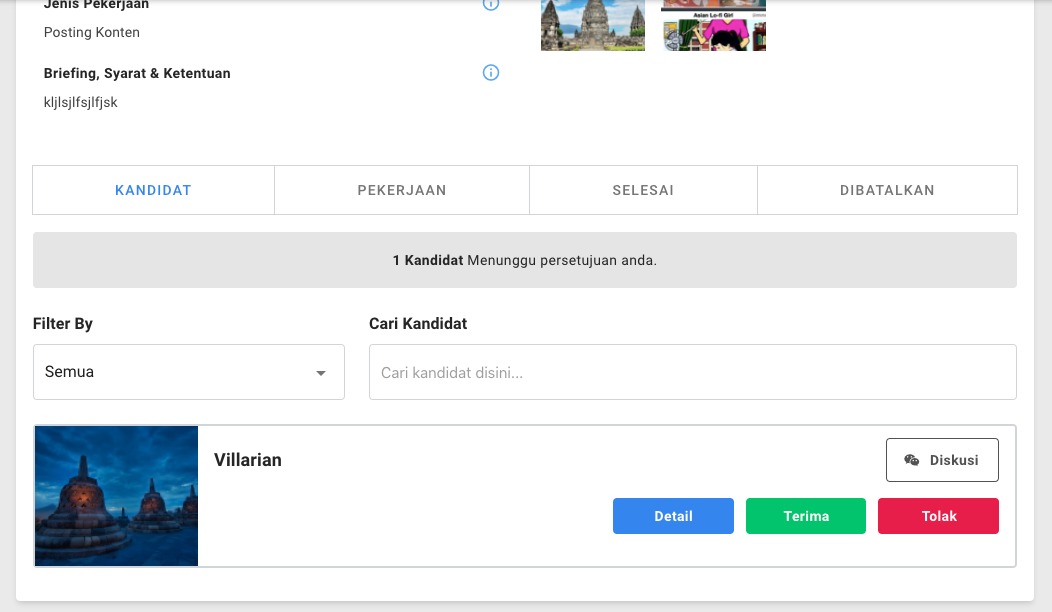 Jenis Pekerjaan
Posting Konten
Asian Lo-fi Girl
Briefing, Syarat & Ketentuan
kljlsjlfsjlfjsk
KANDIDAT
PEKERJAAN
SELESAI
DIBATALKAN
1 Kandidat Menunggu persetujuan anda.
Filter By
Cari Kandidat
Semua
Cari kandidat disini...
Villarian
Diskusi
Detail
Terima
Tolak